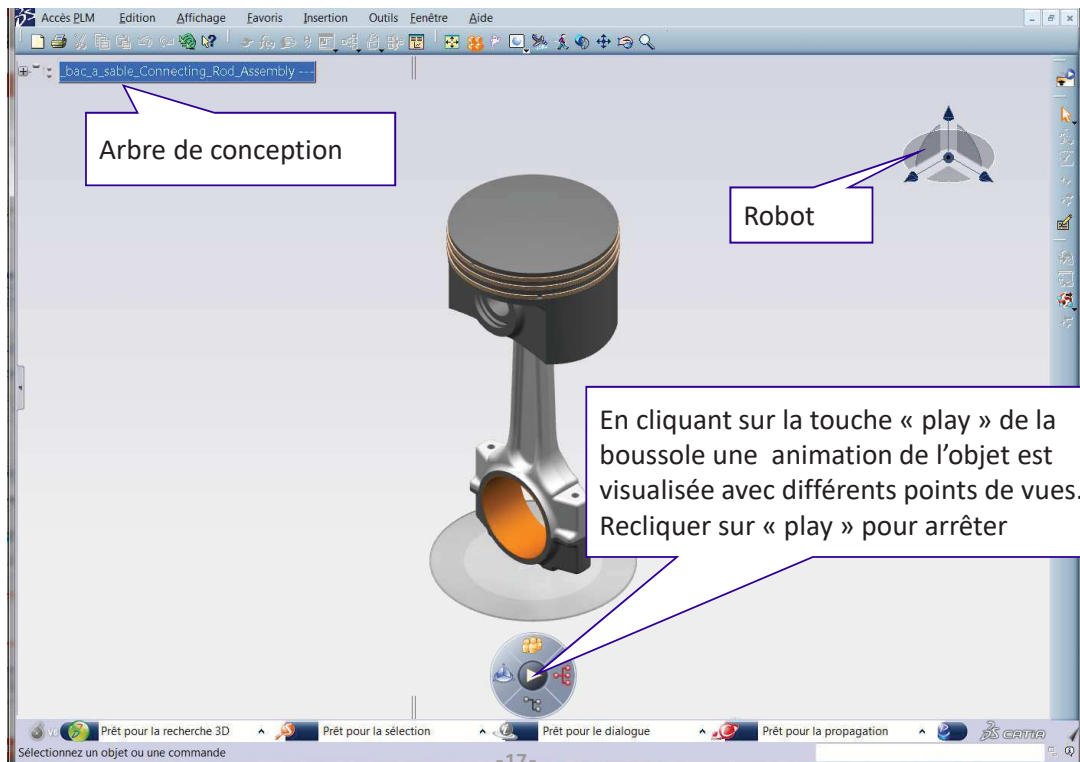 Accès PLM Edition Affichage Favoris Insertion Outils Fenêtre Aide
_bac_a_sable_Connecting_Rod_Assembly ---
Arbre de conception
Robot
En cliquant sur la touche « play » de la
boussole une animation de l’objet est
visualisée avec différents points de vues.
Recliquer sur « play » pour arrêter
V6 Prêt pour la recherche 3D Prêt pour la sélection Prêt pour le dialogue Prêt pour la propagation CATIA
Sélectionnez un objet ou une commande
-17-